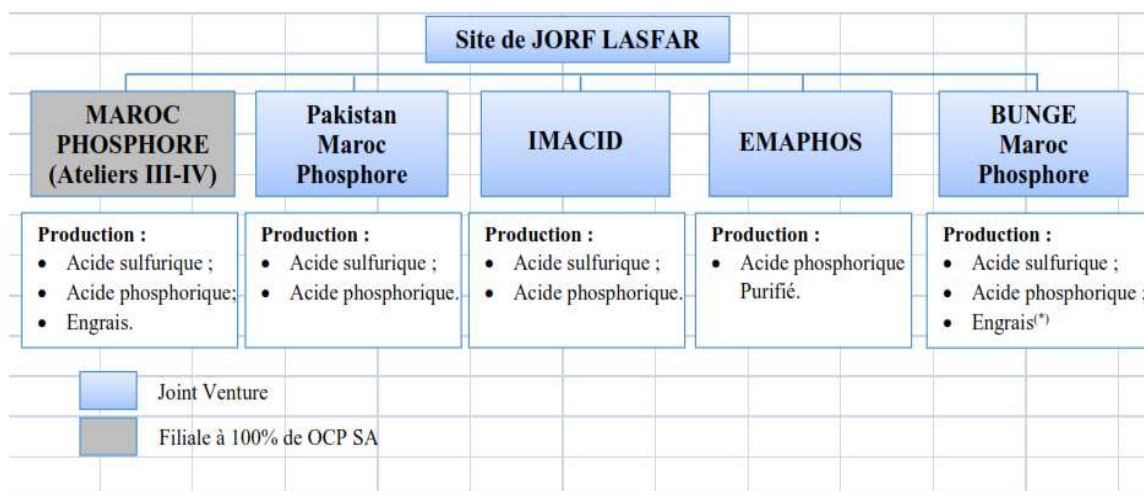 Site de JORF LASFAR
MAROC
PHOSPHORE
(Ateliers III-IV)
Pakistan
Maroc
Phosphore
IMACID
EMAPHOS
BUNGE
Maroc
Phosphore
Production :
• Acide sulfurique ;
• Acide phosphorique;
• Engrais.
Production :
• Acide sulfurique ;
• Acide phosphorique.
Production :
• Acide sulfurique ;
• Acide phosphorique.
Production :
• Acide phosphorique
Purifié.
Production :
• Acide sulfurique ;
• Acide phosphorique ;
• Engrais(*)
Joint Venture
Filiale à 100% de OCP SA